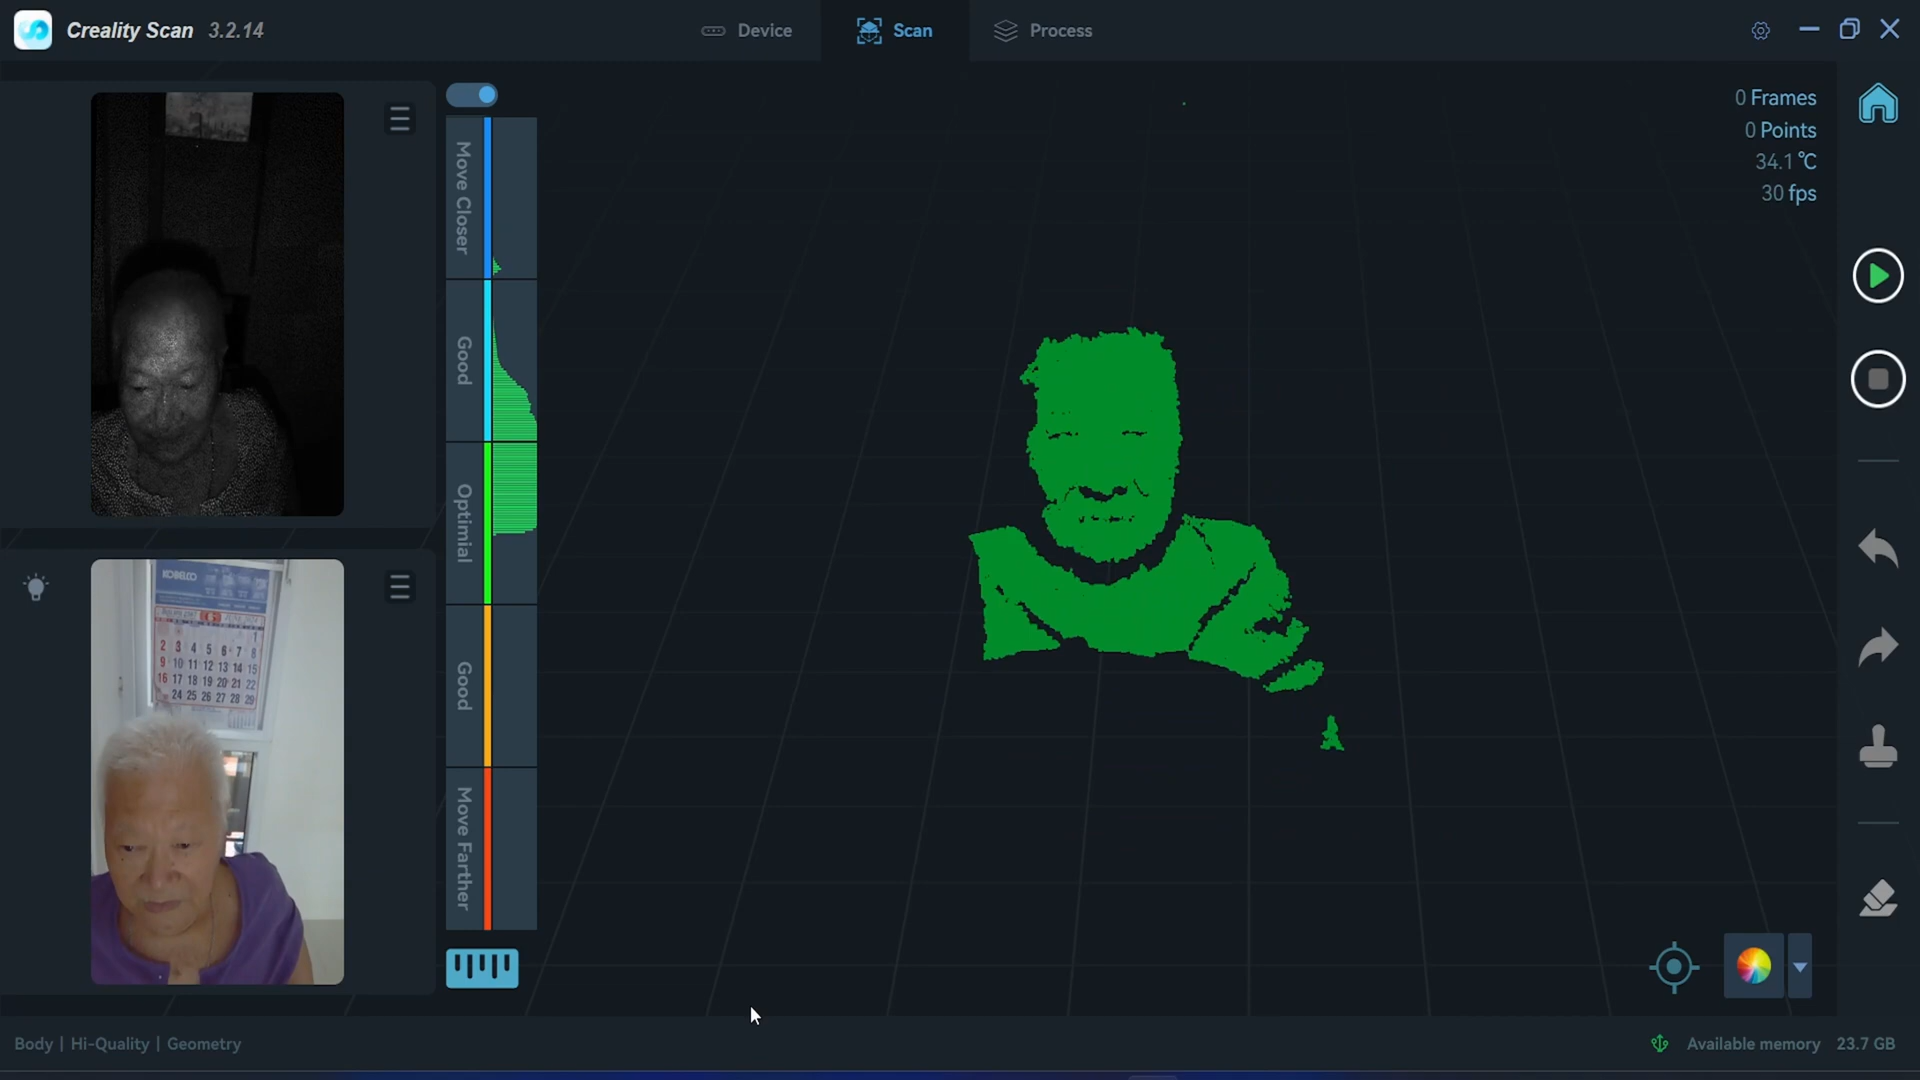 Creality Scan 3.2.14
Device
Scan
Process
0 Frames
0 Points
34.1 ℃
30 fps
Move Closer
Good
Optimial
Good
Move Farther
KOBELCO
1
2 3 4 5 6 7 8
9 10 11 12 13 14 15
16 17 18 19 20 21 22
24 25 26 27 28 29
Body | Hi-Quality | Geometry
Available memory 23.7 GB